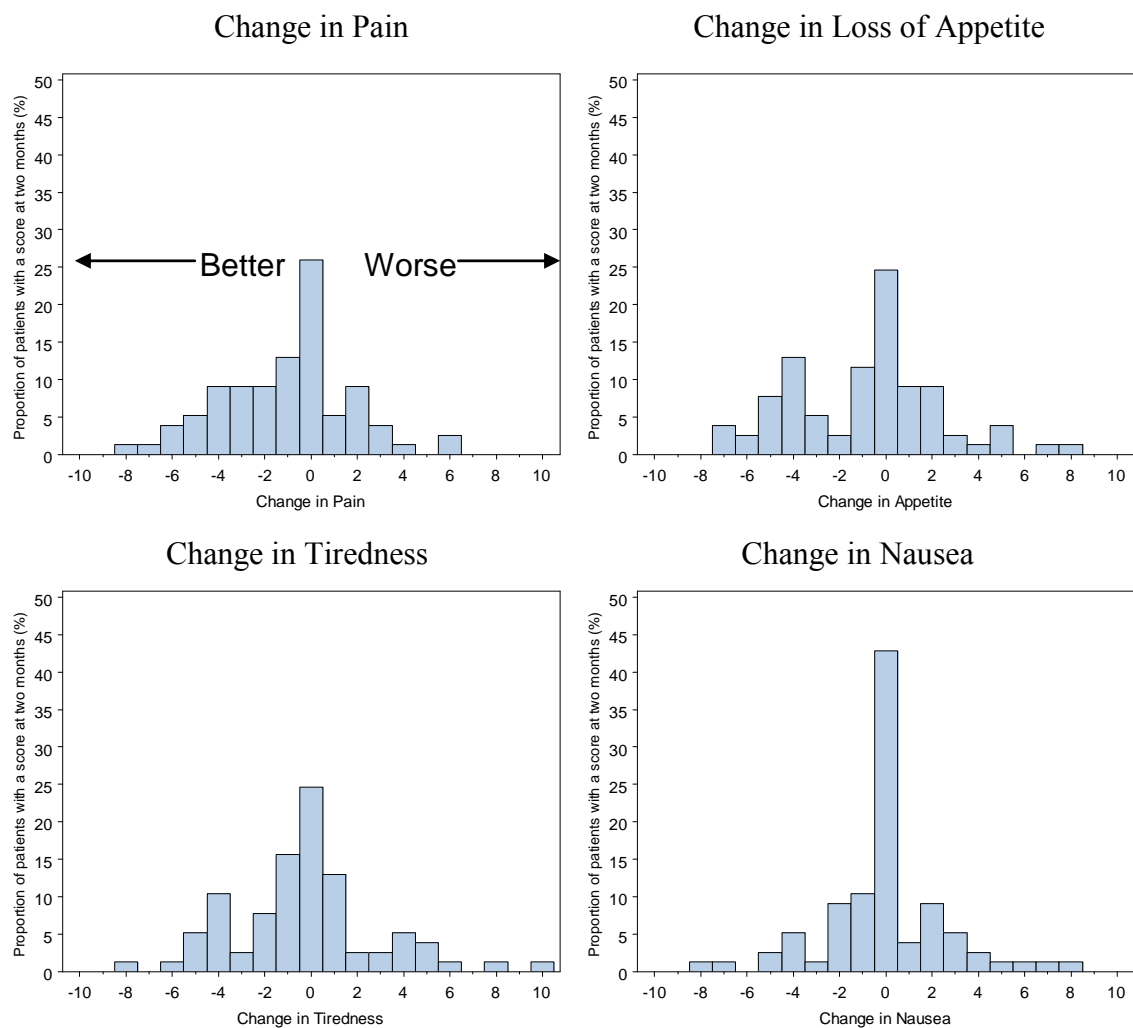 Change in Pain
Change in Loss of Appetite
Proportion of patients with a score at two months (%)
50
45
40
35
30
25
20
15
10
5
0
Better
Worse
-10 -8 -6 -4 -2 0 2 4 6 8 10
Change in Pain
Proportion of patients with a score at two months (%)
50
45
40
35
30
25
20
15
10
5
0
-10 -8 -6 -4 -2 0 2 4 6 8 10
Change in Appetite
Change in Tiredness
Change in Nausea
Proportion of patients with a score at two months (%)
50
45
40
35
30
25
20
15
10
5
0
-10 -8 -6 -4 -2 0 2 4 6 8 10
Change in Tiredness
Proportion of patients with a score at two months (%)
50
45
40
35
30
25
20
15
10
5
0
-10 -8 -6 -4 -2 0 2 4 6 8 10
Change in Nausea